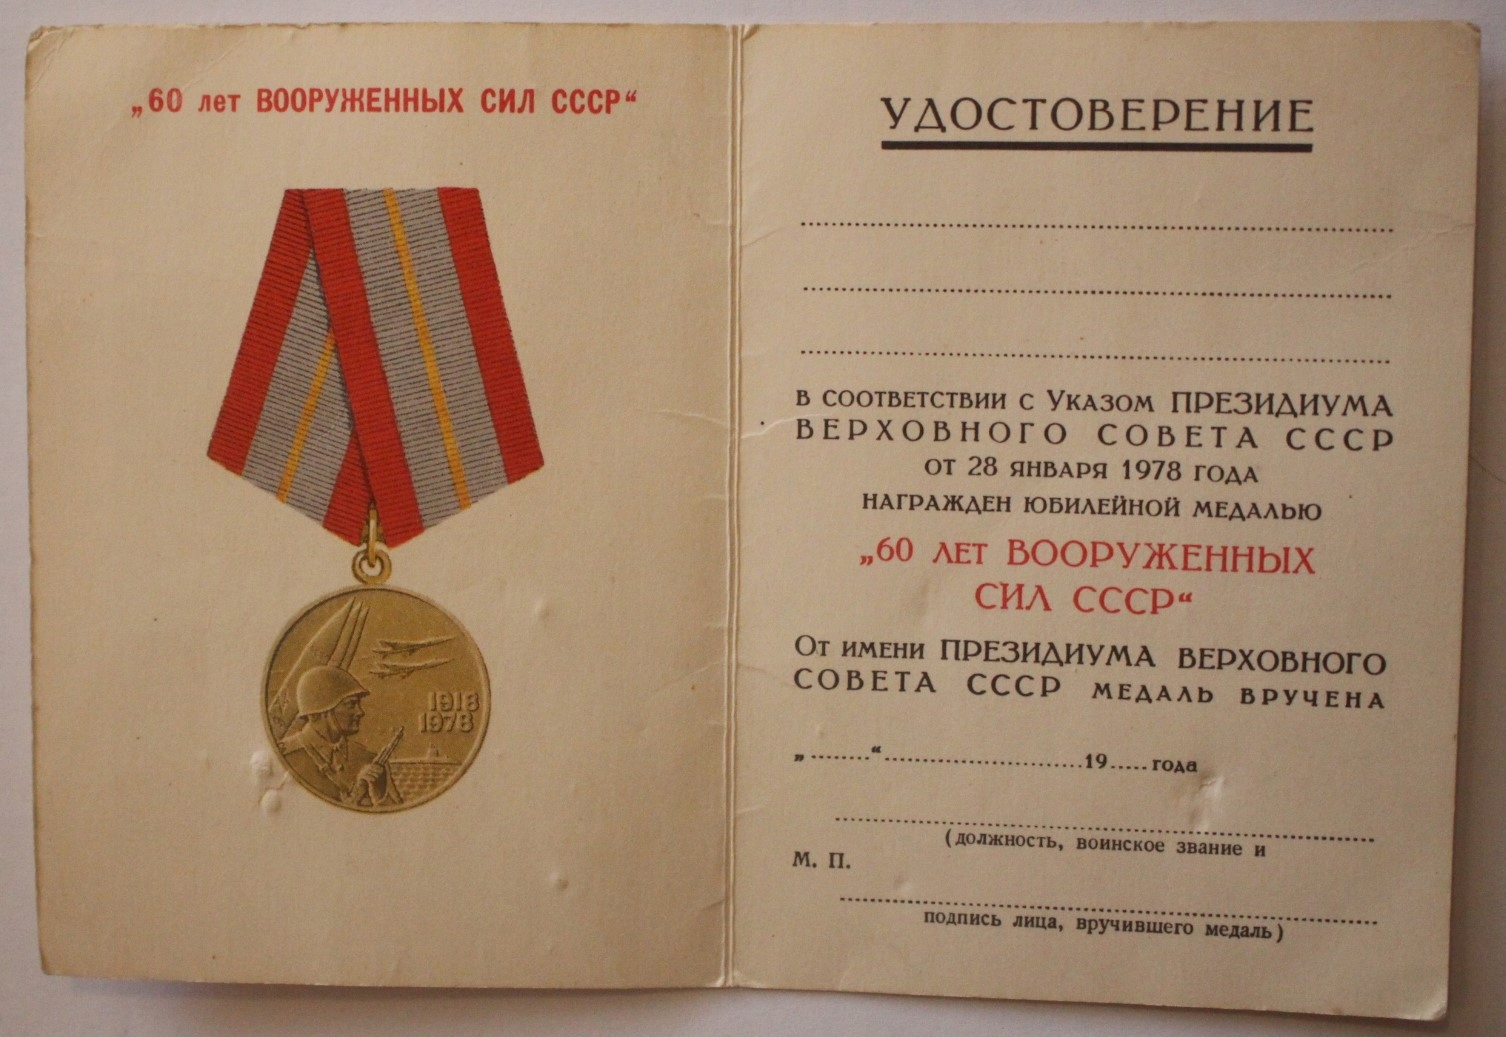 „60 лет ВООРУЖЕННЫХ СИЛ СССР“
1918
1978
УДОСТОВЕРЕНИЕ
В СООТВЕТСТВИИ С УКАЗОМ ПРЕЗИДИУМА
ВЕРХОВНОГО СОВЕТА СССР
ОТ 28 ЯНВАРЯ 1978 ГОДА
НАГРАЖДЕН ЮБИЛЕЙНОЙ МЕДАЛЬЮ
„60 ЛЕТ ВООРУЖЕННЫХ
СИЛ СССР“
ОТ ИМЕНИ ПРЕЗИДИУМА ВЕРХОВНОГО
СОВЕТА СССР МЕДАЛЬ ВРУЧЕНА
„........“........................19.....года
(должность, воинское звание и
М. П.
подпись лица, вручившего медаль)